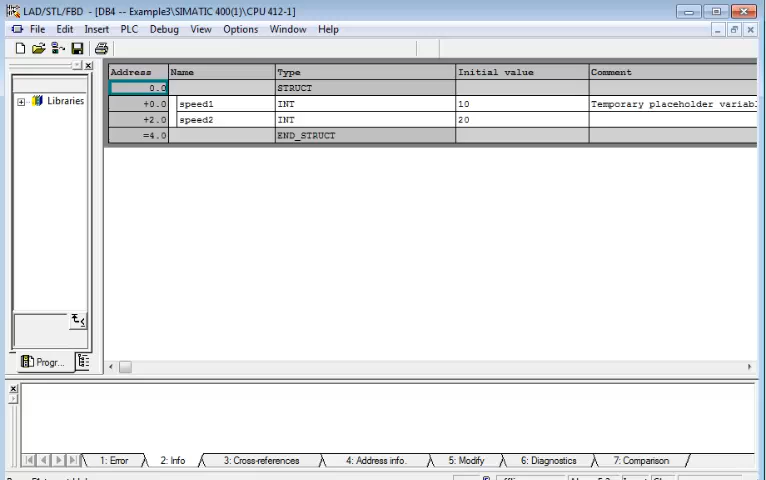 LAD/STL/FBD - [DB4 -- Example3\SIMATIC 400(1)\CPU 412-1]
File Edit Insert PLC Debug View Options Window Help
Address Name Type Initial value Comment
0.0 STRUCT
+0.0 speed1 INT 10 Temporary placeholder variabl
+2.0 speed2 INT 20
=4.0 END_STRUCT
Libraries
Progr...
1: Error 2: Info 3: Cross-references 4: Address info. 5: Modify 6: Diagnostics 7: Comparison